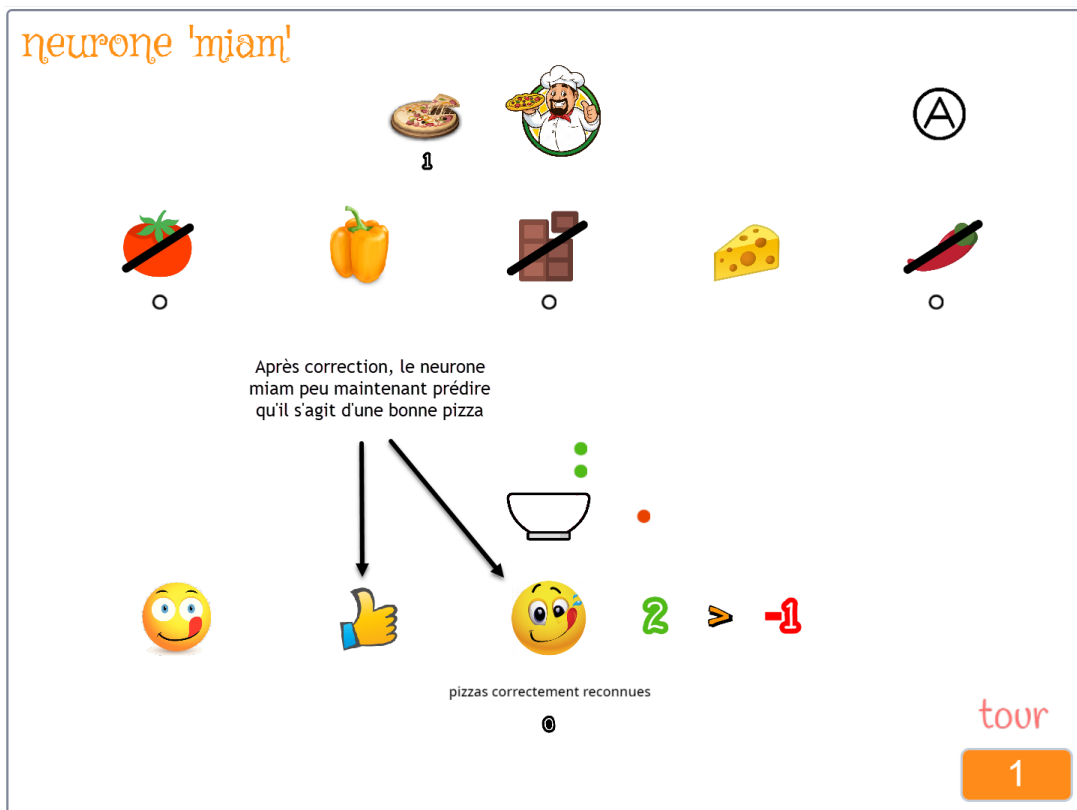 neurone 'miam'
A
1
O
O
O
Après correction, le neurone
miam peu maintenant prédire
qu'il s'agit d'une bonne pizza
2 > -1
pizzas correctement reconnues
0
tour
1